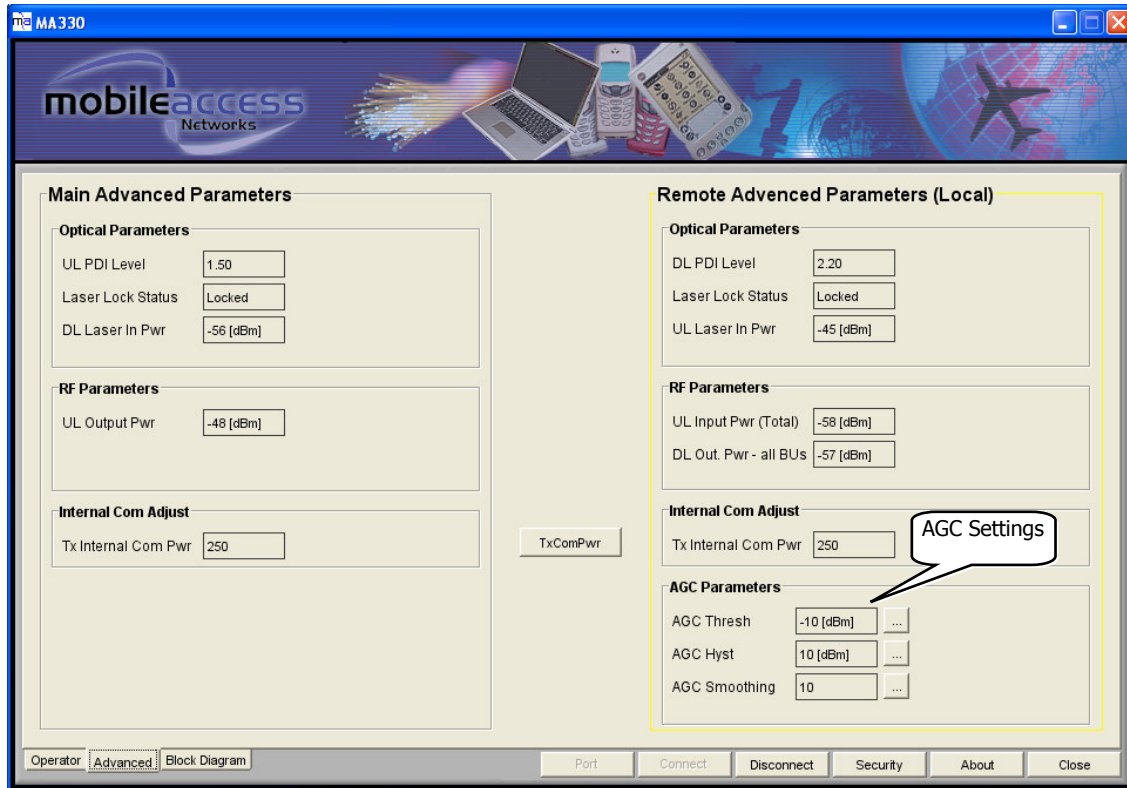 ma MA330
mobileaccess
Networks
Main Advanced Parameters
Optical Parameters
UL PDI Level 1.50
Laser Lock Status Locked
DL Laser In Pwr -56 [dBm]
RF Parameters
UL Output Pwr -48 [dBm]
Internal Com Adjust
Tx Internal Com Pwr 250
TxComPwr
Remote Advenced Parameters (Local)
Optical Parameters
DL PDI Level 2.20
Laser Lock Status Locked
UL Laser In Pwr -45 [dBm]
RF Parameters
UL Input Pwr (Total) -58 [dBm]
DL Out. Pwr - all BUs -57 [dBm]
Internal Com Adjust
Tx Internal Com Pwr 250
AGC Settings
AGC Parameters
AGC Thresh -10 [dBm] ...
AGC Hyst 10 [dBm] ...
AGC Smoothing 10 ...
Operator Advanced Block Diagram Port Connect Disconnect Security About Close